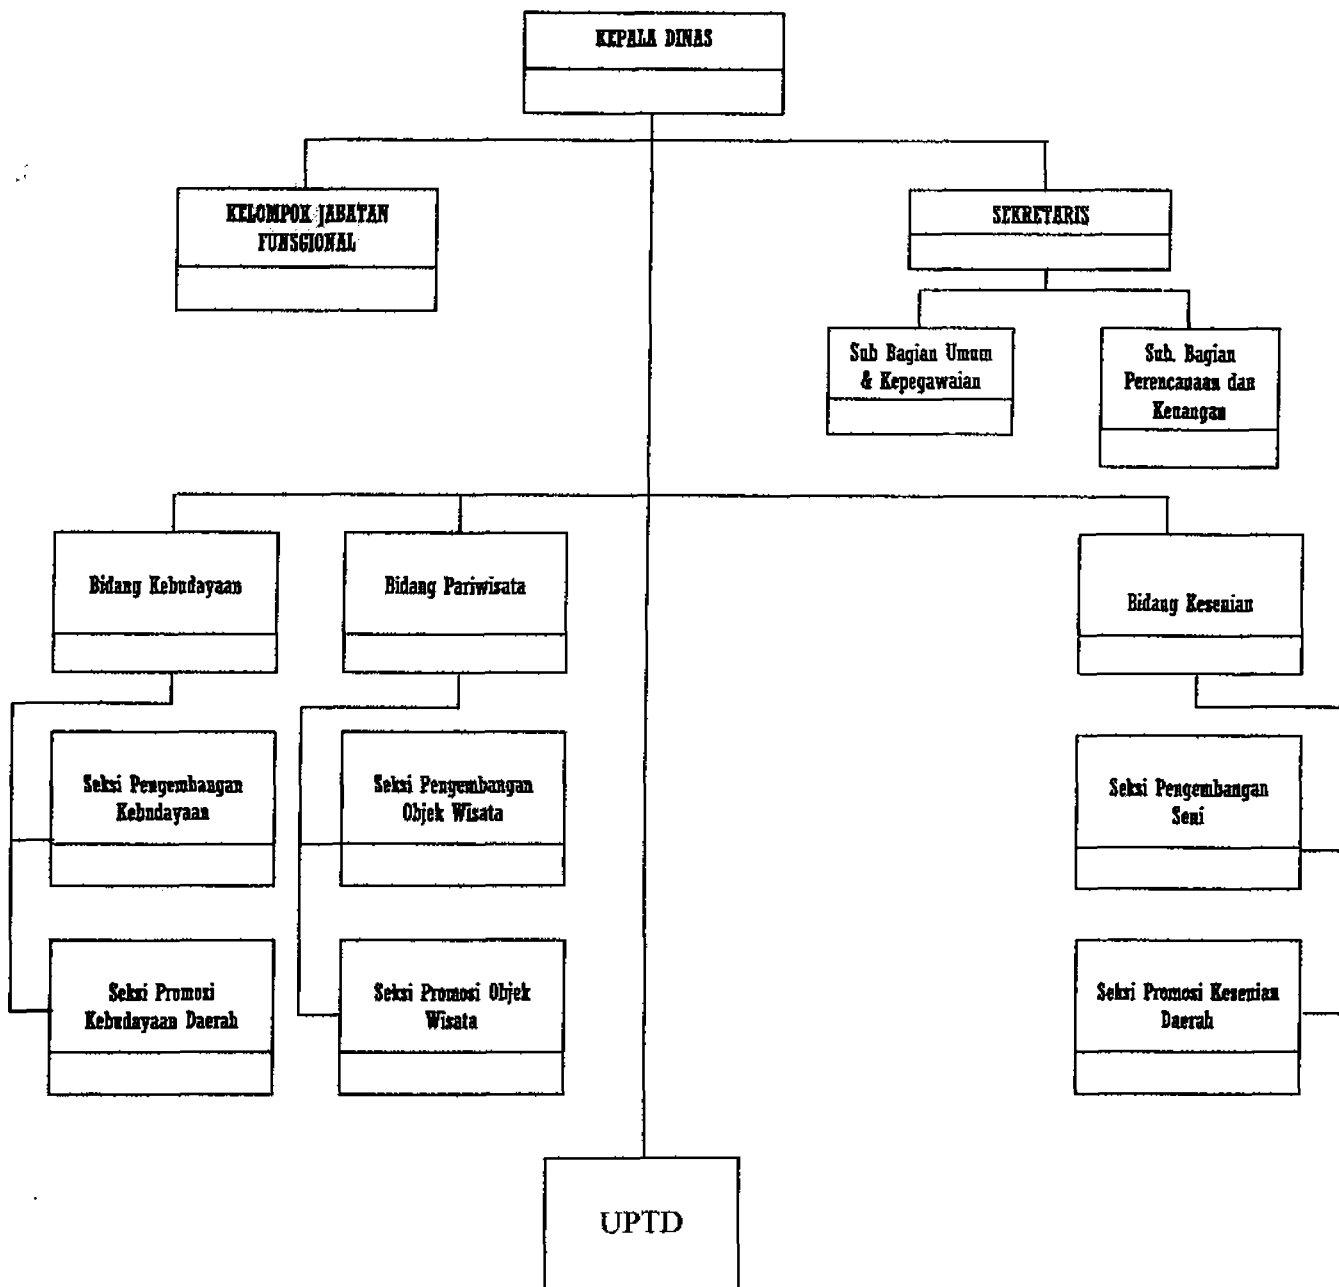 KEPALA DINAS
KELOMPOK JABATAN
FUNSGIONAL
SEKRETARIS
Sub Bagian Umum
& Kepegawaian
Sub. Bagian
Perencanaan dan
Keuangan
Bidang Kebudayaan
Bidang Pariwisata
Bidang Kesenian
Seksi Pengembangan
Kebudayaan
Seksi Pengembangan
Objek Wisata
Seksi Pengembangan
Seni
Seksi Promosi
Kebudayaan Daerah
Seksi Promosi Objek
Wisata
Seksi Promosi Kesenian
Daerah
UPTD